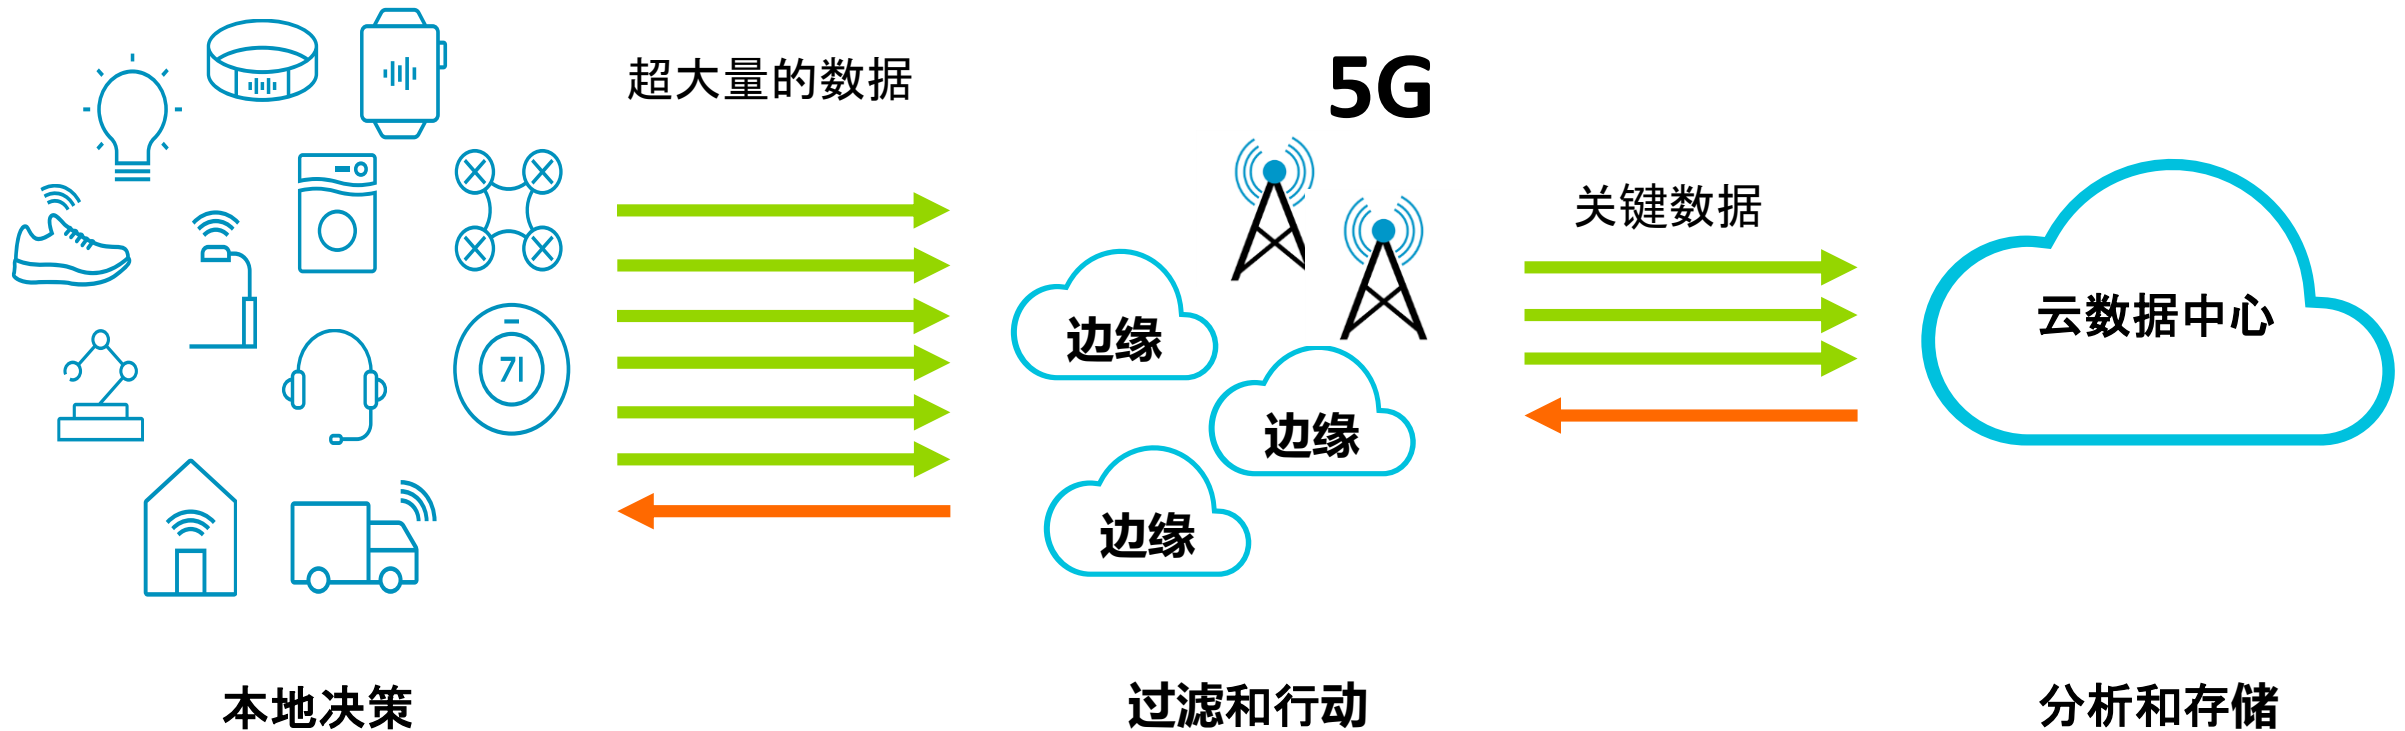 超大量的数据
5G
关键数据
71
边缘
边缘
边缘
云数据中心
本地决策
过滤和行动
分析和存储